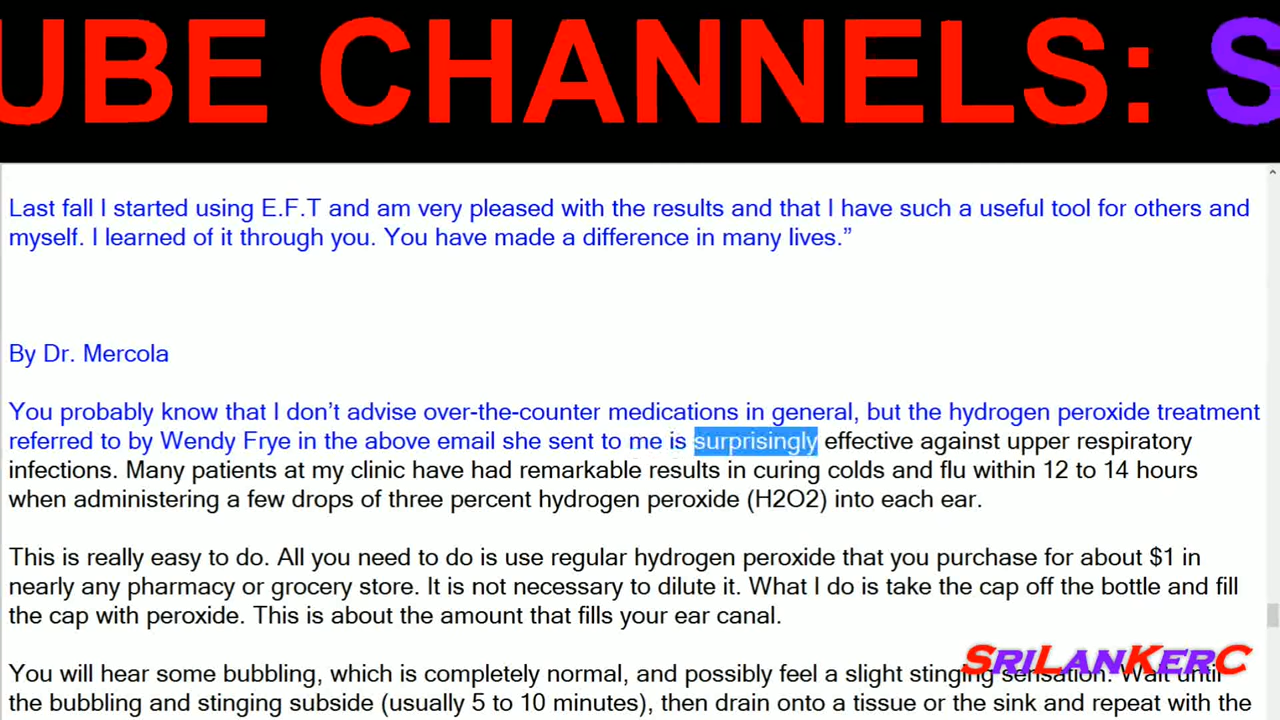 UBE CHANNELS: S
Last fall I started using E.F.T and am very pleased with the results and that I have such a useful tool for others and
myself. I learned of it through you. You have made a difference in many lives.”
By Dr. Mercola
You probably know that I don’t advise over-the-counter medications in general, but the hydrogen peroxide treatment
referred to by Wendy Frye in the above email she sent to me is surprisingly effective against upper respiratory
infections. Many patients at my clinic have had remarkable results in curing colds and flu within 12 to 14 hours
when administering a few drops of three percent hydrogen peroxide (H2O2) into each ear.
This is really easy to do. All you need to do is use regular hydrogen peroxide that you purchase for about $1 in
nearly any pharmacy or grocery store. It is not necessary to dilute it. What I do is take the cap off the bottle and fill
the cap with peroxide. This is about the amount that fills your ear canal.
You will hear some bubbling, which is completely normal, and possibly feel a slight stinging sensation. Wait until
the bubbling and stinging subside (usually 5 to 10 minutes), then drain onto a tissue or the sink and repeat with the
SRILANKERC